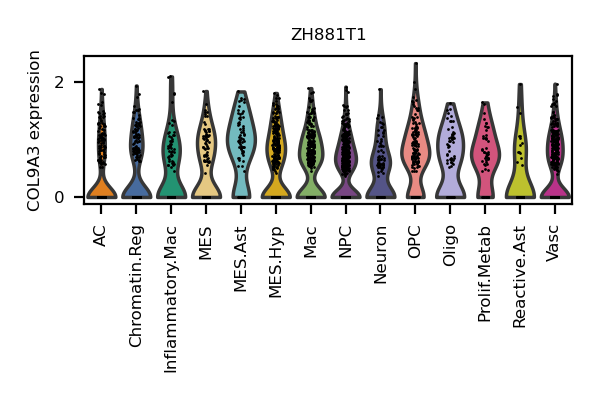 ZH881T1
COL9A3 expression
2
0
AC
Chromatin.Reg
Inflammatory.Mac
MES
MES.Ast
MES.Hyp
Mac
NPC
Neuron
OPC
Oligo
Prolif.Metab
Reactive.Ast
Vasc